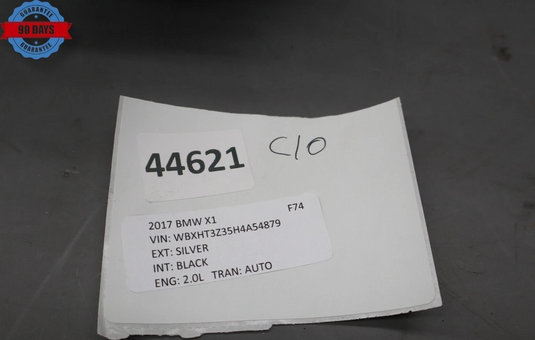 GUARANTEE
90 DAYS
GUARANTEE
44621
C/O
2017 BMW X1 F74
VIN: WBXHT3Z35H4A54879
EXT: SILVER
INT: BLACK
ENG: 2.0L TRAN: AUTO